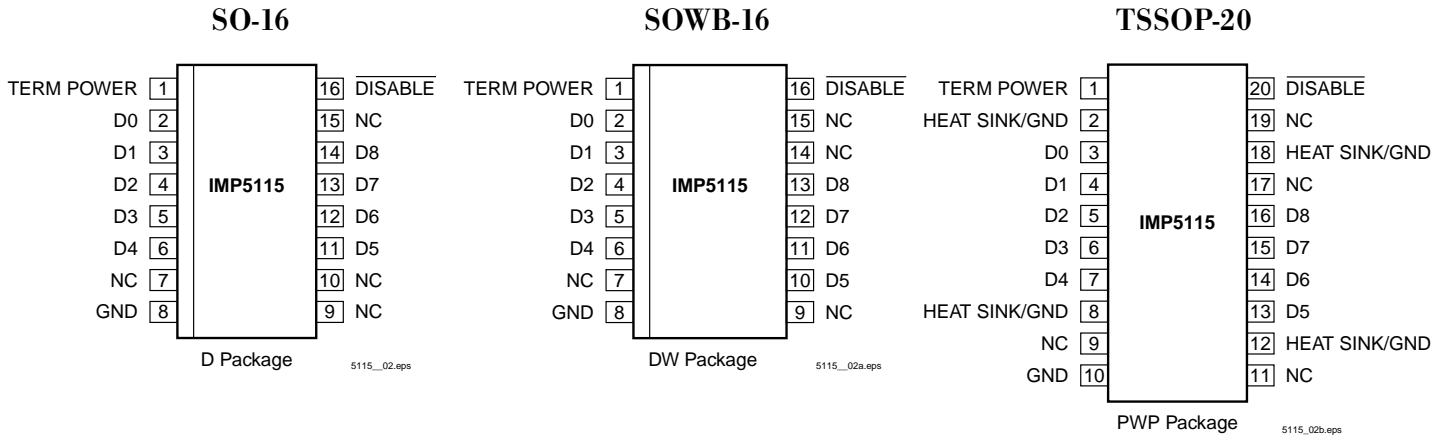 SO-16
TERM POWER 1 16 DISABLE
D0 2 15 NC
D1 3 14 D8
D2 4 IMP5115 13 D7
D3 5 12 D6
D4 6 11 D5
NC 7 10 NC
GND 8 9 NC
D Package 5115__02.eps
SOWB-16
TERM POWER 1 16 DISABLE
D0 2 15 NC
D1 3 14 NC
D2 4 IMP5115 13 D8
D3 5 12 D7
D4 6 11 D6
NC 7 10 D5
GND 8 9 NC
DW Package 5115__02a.eps
TSSOP-20
TERM POWER 1 20 DISABLE
HEAT SINK/GND 2 19 NC
D0 3 18 HEAT SINK/GND
D1 4 17 NC
IMP5115
D2 5 16 D8
D3 6 15 D7
D4 7 14 D6
HEAT SINK/GND 8 13 D5
NC 9 12 HEAT SINK/GND
GND 10 11 NC
PWP Package 5115_02b.eps